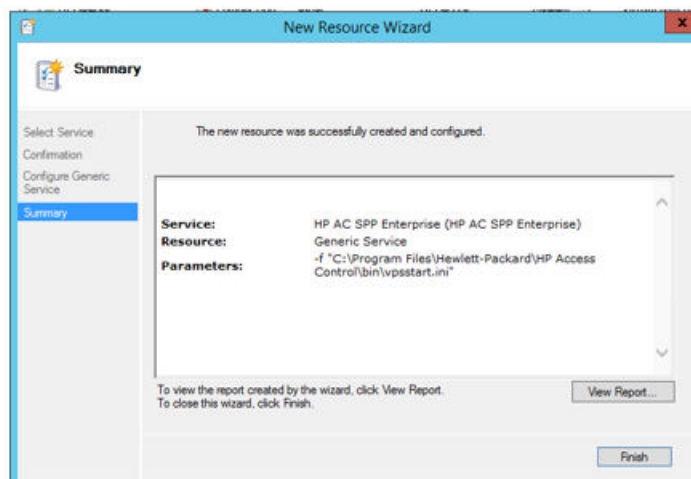 New Resource Wizard
x
Summary
Select Service
Confirmation
Configure Generic
Service
Summary
The new resource was successfully created and configured.
Service: HP AC SPP Enterprise (HP AC SPP Enterprise)
Resource: Generic Service
Parameters: -f "C:\Program Files\Hewlett-Packard\HP Access
Control\bin\vpsstart.ini"
To view the report created by the wizard, click View Report.
To close this wizard, click Finish.
View Report...
Finish